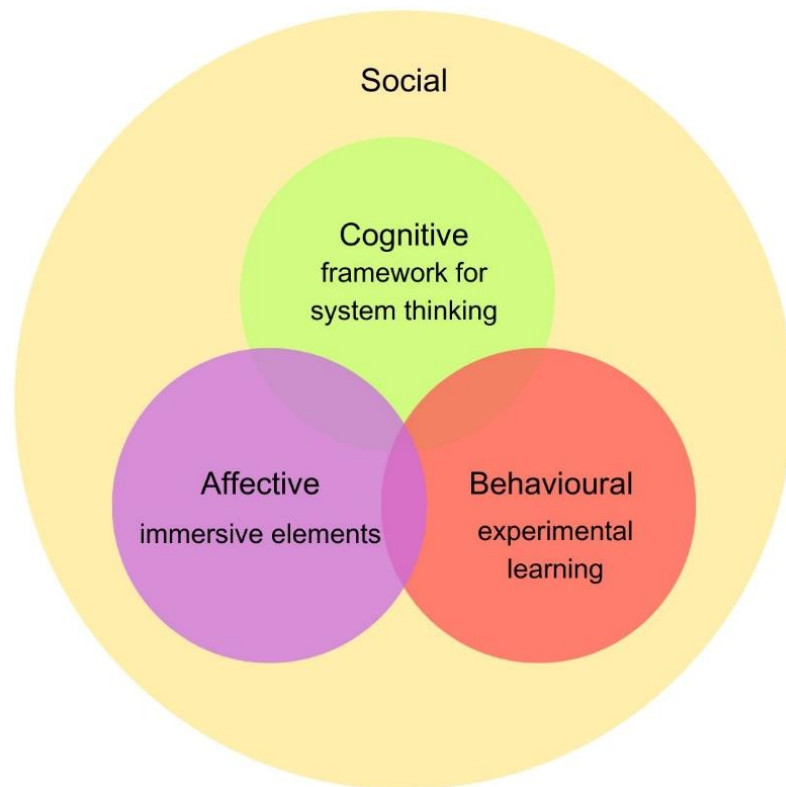 Social
Cognitive
framework for
system thinking
Affective
immersive elements
Behavioural
experimental
learning